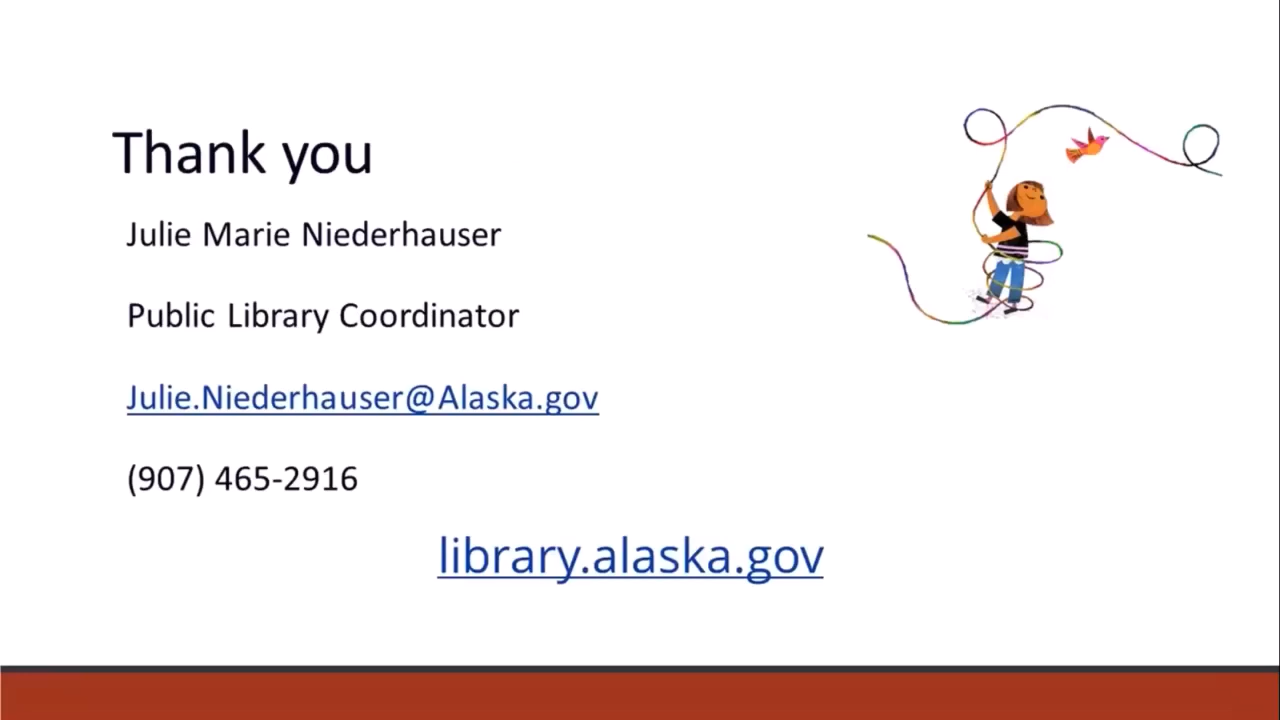 Thank you
Julie Marie Niederhauser
Public Library Coordinator
Julie.Niederhauser@Alaska.gov
(907) 465-2916
library.alaska.gov